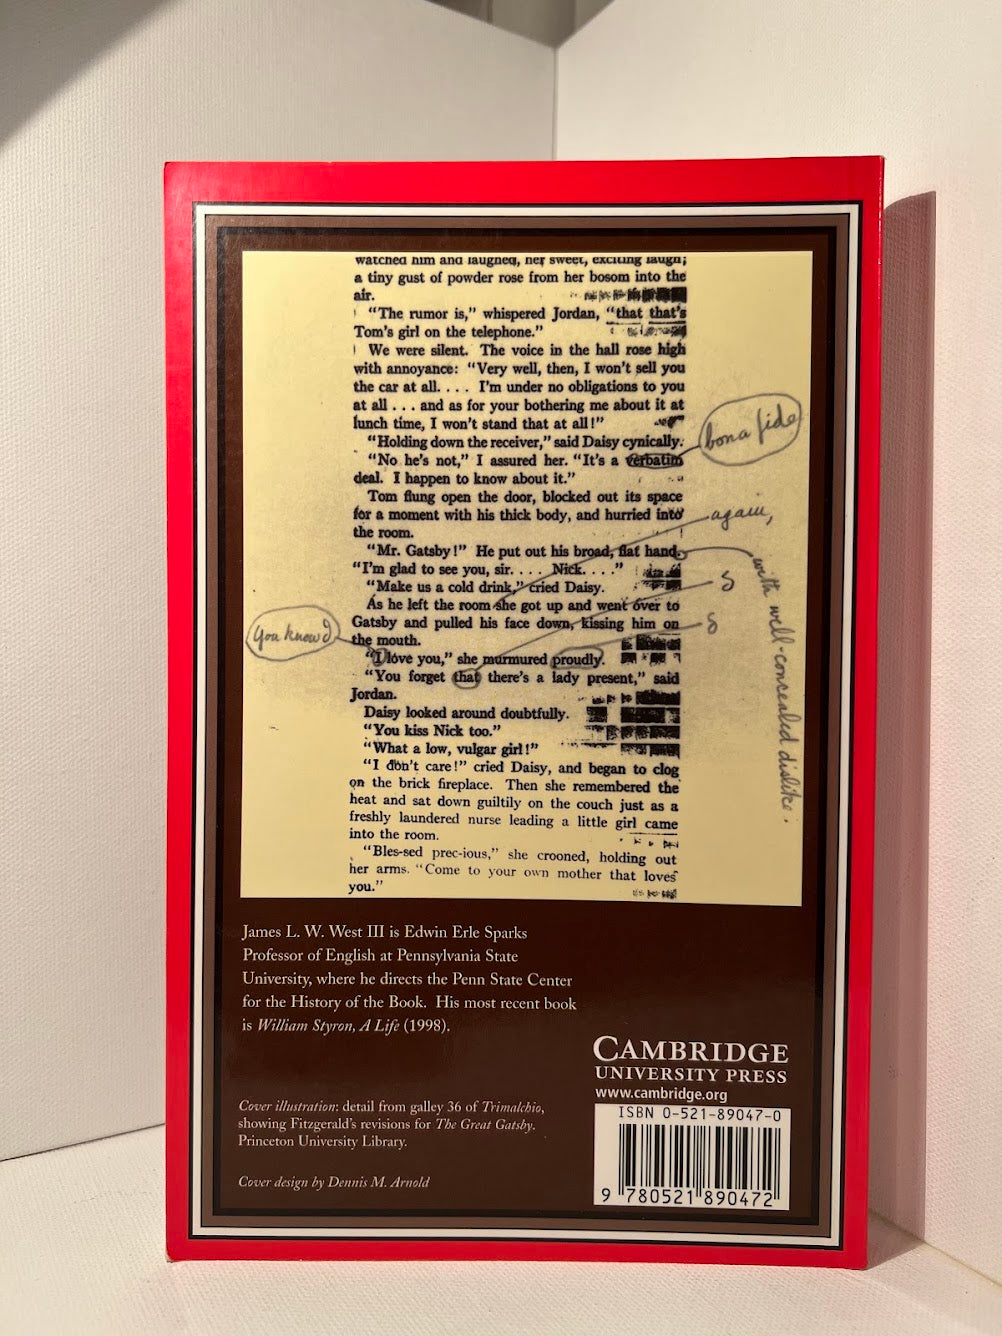 watched him and laughed, her sweet, exciting laugh;
a tiny gust of powder rose from her bosom into the
air.
“The rumor is,” whispered Jordan, “that that’s
Tom’s girl on the telephone.”
We were silent. The voice in the hall rose high
with annoyance: “Very well, then, I won’t sell you
the car at all. . . . I’m under no obligations to you
at all . . . and as for your bothering me about it at
lunch time, I won’t stand that at all!”
“Holding down the receiver,” said Daisy cynically.
bona fide
“No he’s not,” I assured her. “It’s a verbatim
deal. I happen to know about it.”
Tom flung open the door, blocked out its space
for a moment with his thick body, and hurried into
again,
the room.
“Mr. Gatsby!” He put out his broad, flat hand
with well-concealed dislike.
“I’m glad to see you, sir. . . . Nick. . . .”
“Make us a cold drink,” cried Daisy.
As he left the room she got up and went over to
Gatsby and pulled his face down, kissing him on
the mouth.
You know I
“I love you,” she murmured proudly.
“You forget that there’s a lady present,” said
Jordan.
Daisy looked around doubtfully.
“You kiss Nick too.”
“What a low, vulgar girl!”
“I don’t care!” cried Daisy, and began to clog
on the brick fireplace. Then she remembered the
heat and sat down guiltily on the couch just as a
freshly laundered nurse leading a little girl came
into the room.
“Bles-sed prec-ious,” she crooned, holding out
her arms. “Come to your own mother that loves
you.”
James L. W. West III is Edwin Erle Sparks
Professor of English at Pennsylvania State
University, where he directs the Penn State Center
for the History of the Book. His most recent book
is William Styron, A Life (1998).
CAMBRIDGE
UNIVERSITY PRESS
www.cambridge.org
ISBN 0-521-89047-0
9 780521 890472
Cover illustration: detail from galley 36 of Trimalchio,
showing Fitzgerald’s revisions for The Great Gatsby.
Princeton University Library.
Cover design by Dennis M. Arnold